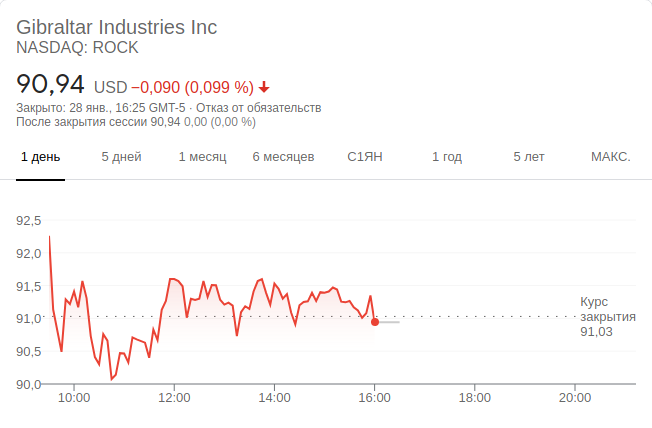 Gibraltar Industries Inc
NASDAQ: ROCK
90,94 USD −0,090 (0,099 %)
Закрыто: 28 янв., 16:25 GMT-5 · Отказ от обязательств
После закрытия сессии 90,94 0,00 (0,00 %)
1 день 5 дней 1 месяц 6 месяцев С1ЯН 1 год 5 лет МАКС.
92,5
92,0
91,5
91,0
90,5
90,0
Курс
закрытия
91,03
10:00 12:00 14:00 16:00 18:00 20:00